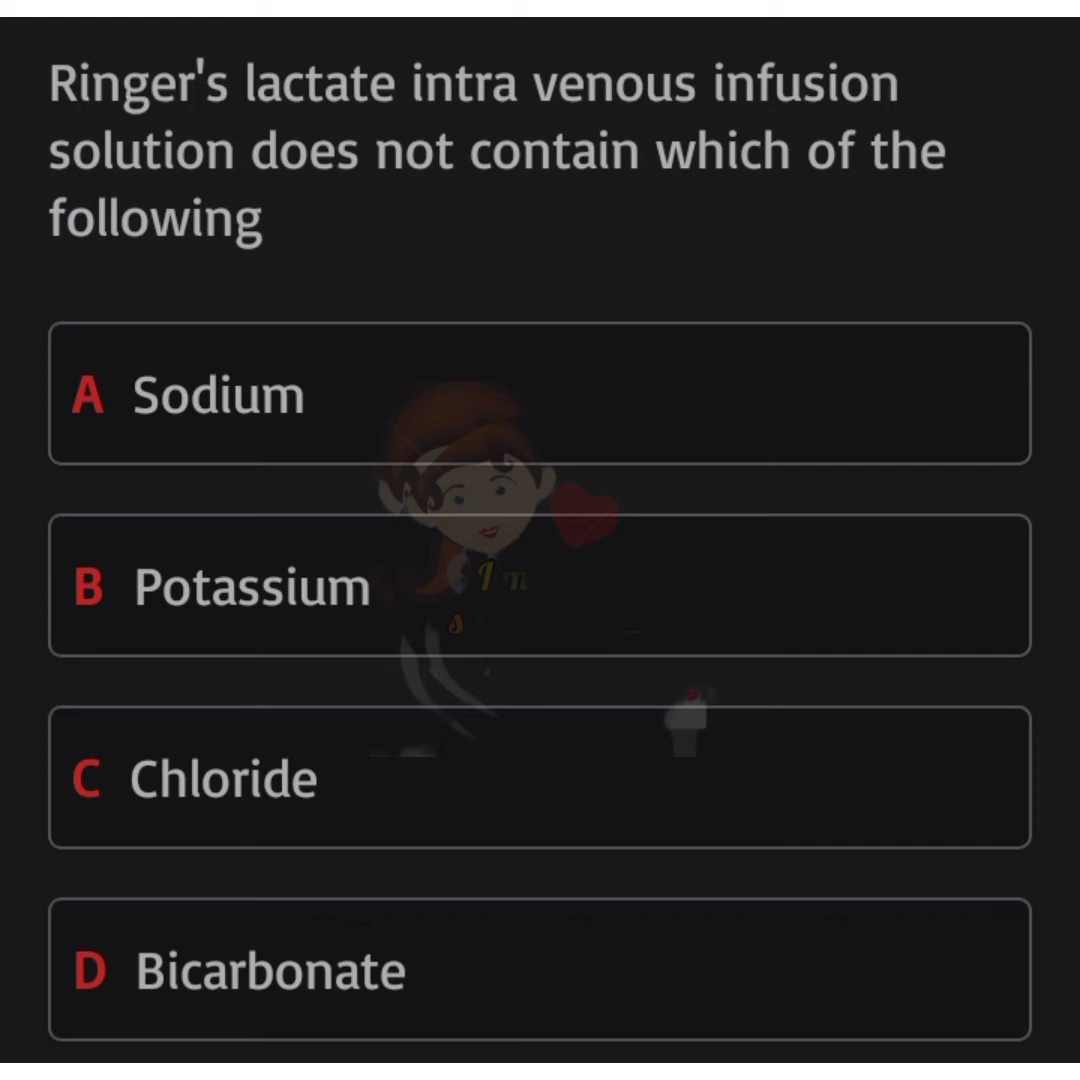 Ringer's lactate intra venous infusion
solution does not contain which of the
following
A Sodium
B Potassium
I'm
C Chloride
D Bicarbonate